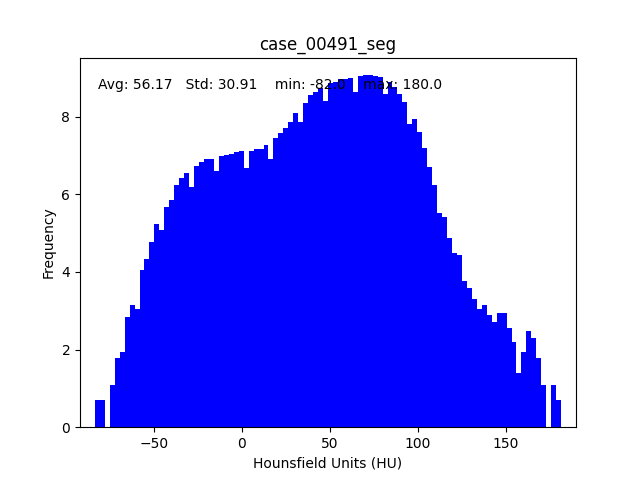 case_00491_seg
Avg: 56.17 Std: 30.91 min: -82.0 max: 180.0
Frequency
8
6
4
2
0
−50
0
50
100
150
Hounsfield Units (HU)